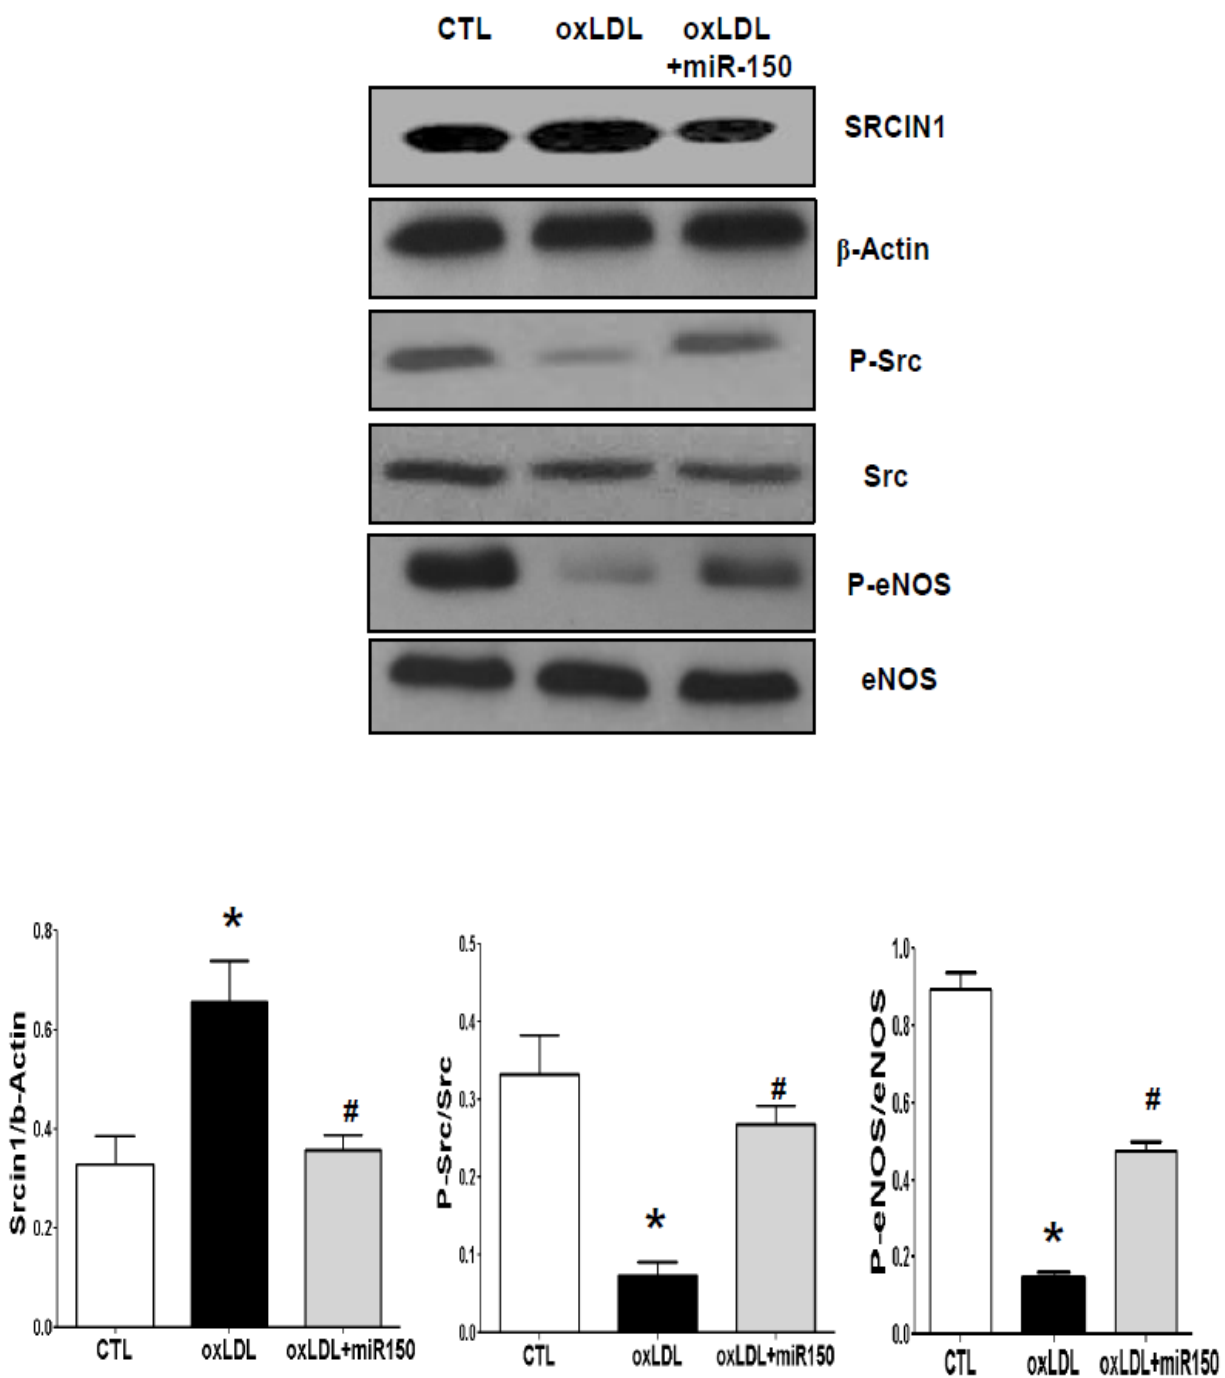 CTL oxLDL oxLDL
+miR-150
SRCIN1
β-Actin
P-Src
Src
P-eNOS
eNOS
Srcin1/b-Actin
0.8
0.6
0.4
0.2
0.0
*
#
CTL oxLDL oxLDL+miR150
P-Src/Src
0.5
0.4
0.3
0.2
0.1
0.0
*
#
CTL oxLDL oxLDL+miR150
P-eNOS/eNOS
1.0
0.8
0.6
0.4
0.2
0.0
*
#
CTL oxLDL oxLDL+miR150